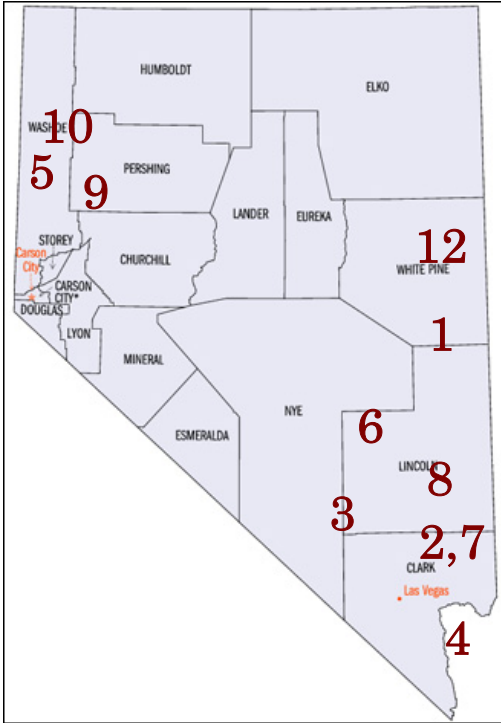 HUMBOLDT
ELKO
WASHOE
10
5
PERSHING
9
LANDER
EUREKA
STOREY
Carson
City
CHURCHILL
12
WHITE PINE
CARSON
CITY*
DOUGLAS
LYON
1
MINERAL
NYE
6
ESMERALDA
LINCOLN
8
3
2,7
CLARK
Las Vegas
4